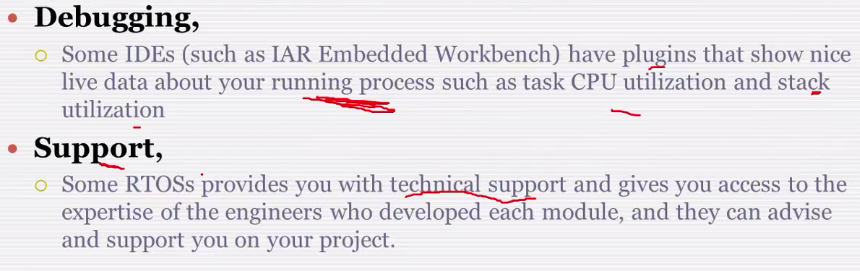 Debugging,
Some IDEs (such as IAR Embedded Workbench) have plugins that show nice
live data about your running process such as task CPU utilization and stack
utilization
Support,
Some RTOSs provides you with technical support and gives you access to the
expertise of the engineers who developed each module, and they can advise
and support you on your project.